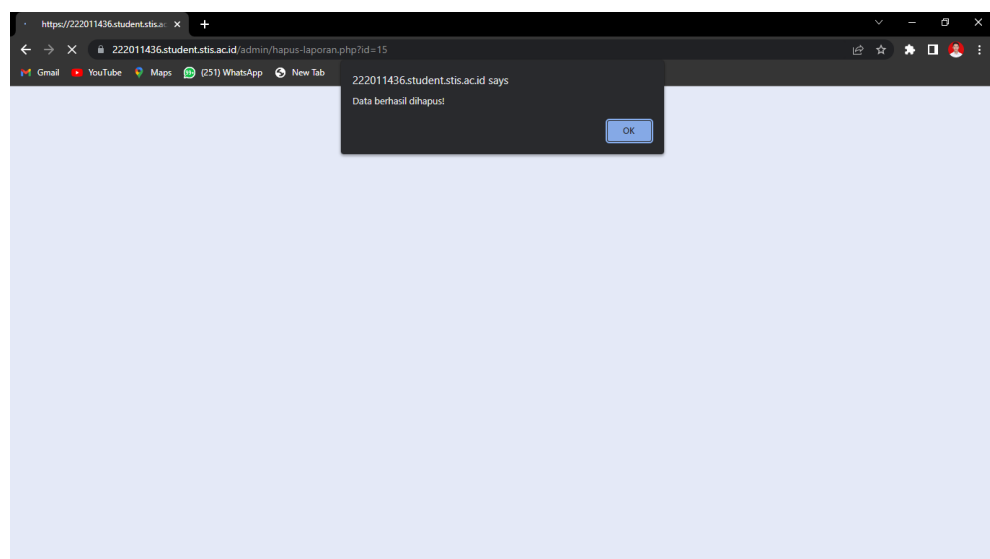 https://222011436.student.stis.ac
222011436.student.stis.ac.id/admin/hapus-laporan.php?id=15
Gmail YouTube Maps (251) WhatsApp New Tab
222011436.student.stis.ac.id says
Data berhasil dihapus!
OK